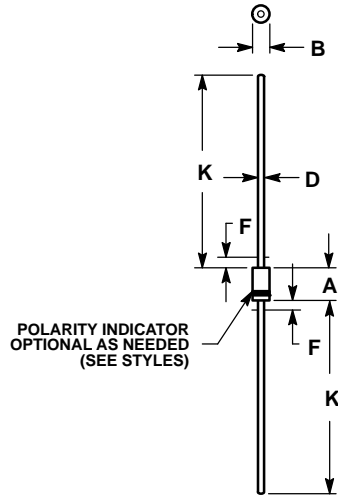 B
K
D
F
A
POLARITY INDICATOR
OPTIONAL AS NEEDED
(SEE STYLES)
F
K